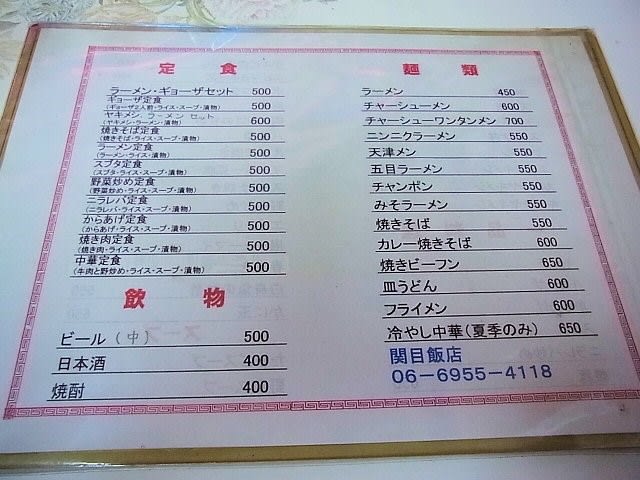 定食
ラーメン・ギョーザセット 500
ギョーザ定食
(ギョーザ2人前・ライス・スープ・漬物) 500
ヤキメシ、ラーメン セット
(ヤキメシ・ラーメン・漬物) 600
焼きそば定食
(焼きそば・ライス・スープ・漬物) 500
ラーメン定食
(ラーメン・ライス・漬物) 500
スブタ定食
(スブタ・ライス・スープ・漬物) 500
野菜炒め定食
(野菜炒め・ライス・スープ・漬物) 500
ニラレバ定食
(ニラレバ・ライス・スープ・漬物) 500
からあげ定食
(からあげ・ライス・スープ・漬物) 500
焼き肉定食
(焼き肉・ライス・スープ・漬物) 500
中華定食
(牛肉と野炒め・ライス・スープ・漬物) 500
飲物
ビール (中) 500
日本酒 400
焼酎 400
麺類
ラーメン 450
チャーシューメン 600
チャーシューワンタンメン 700
ニンニクラーメン 550
天津メン 550
五目ラーメン 550
チャンポン 550
みそラーメン 550
焼きそば 550
カレー焼きそば 600
焼きビーフン 650
皿うどん 600
フライメン 600
冷やし中華(夏季のみ) 650
関目飯店
06-6955-4118